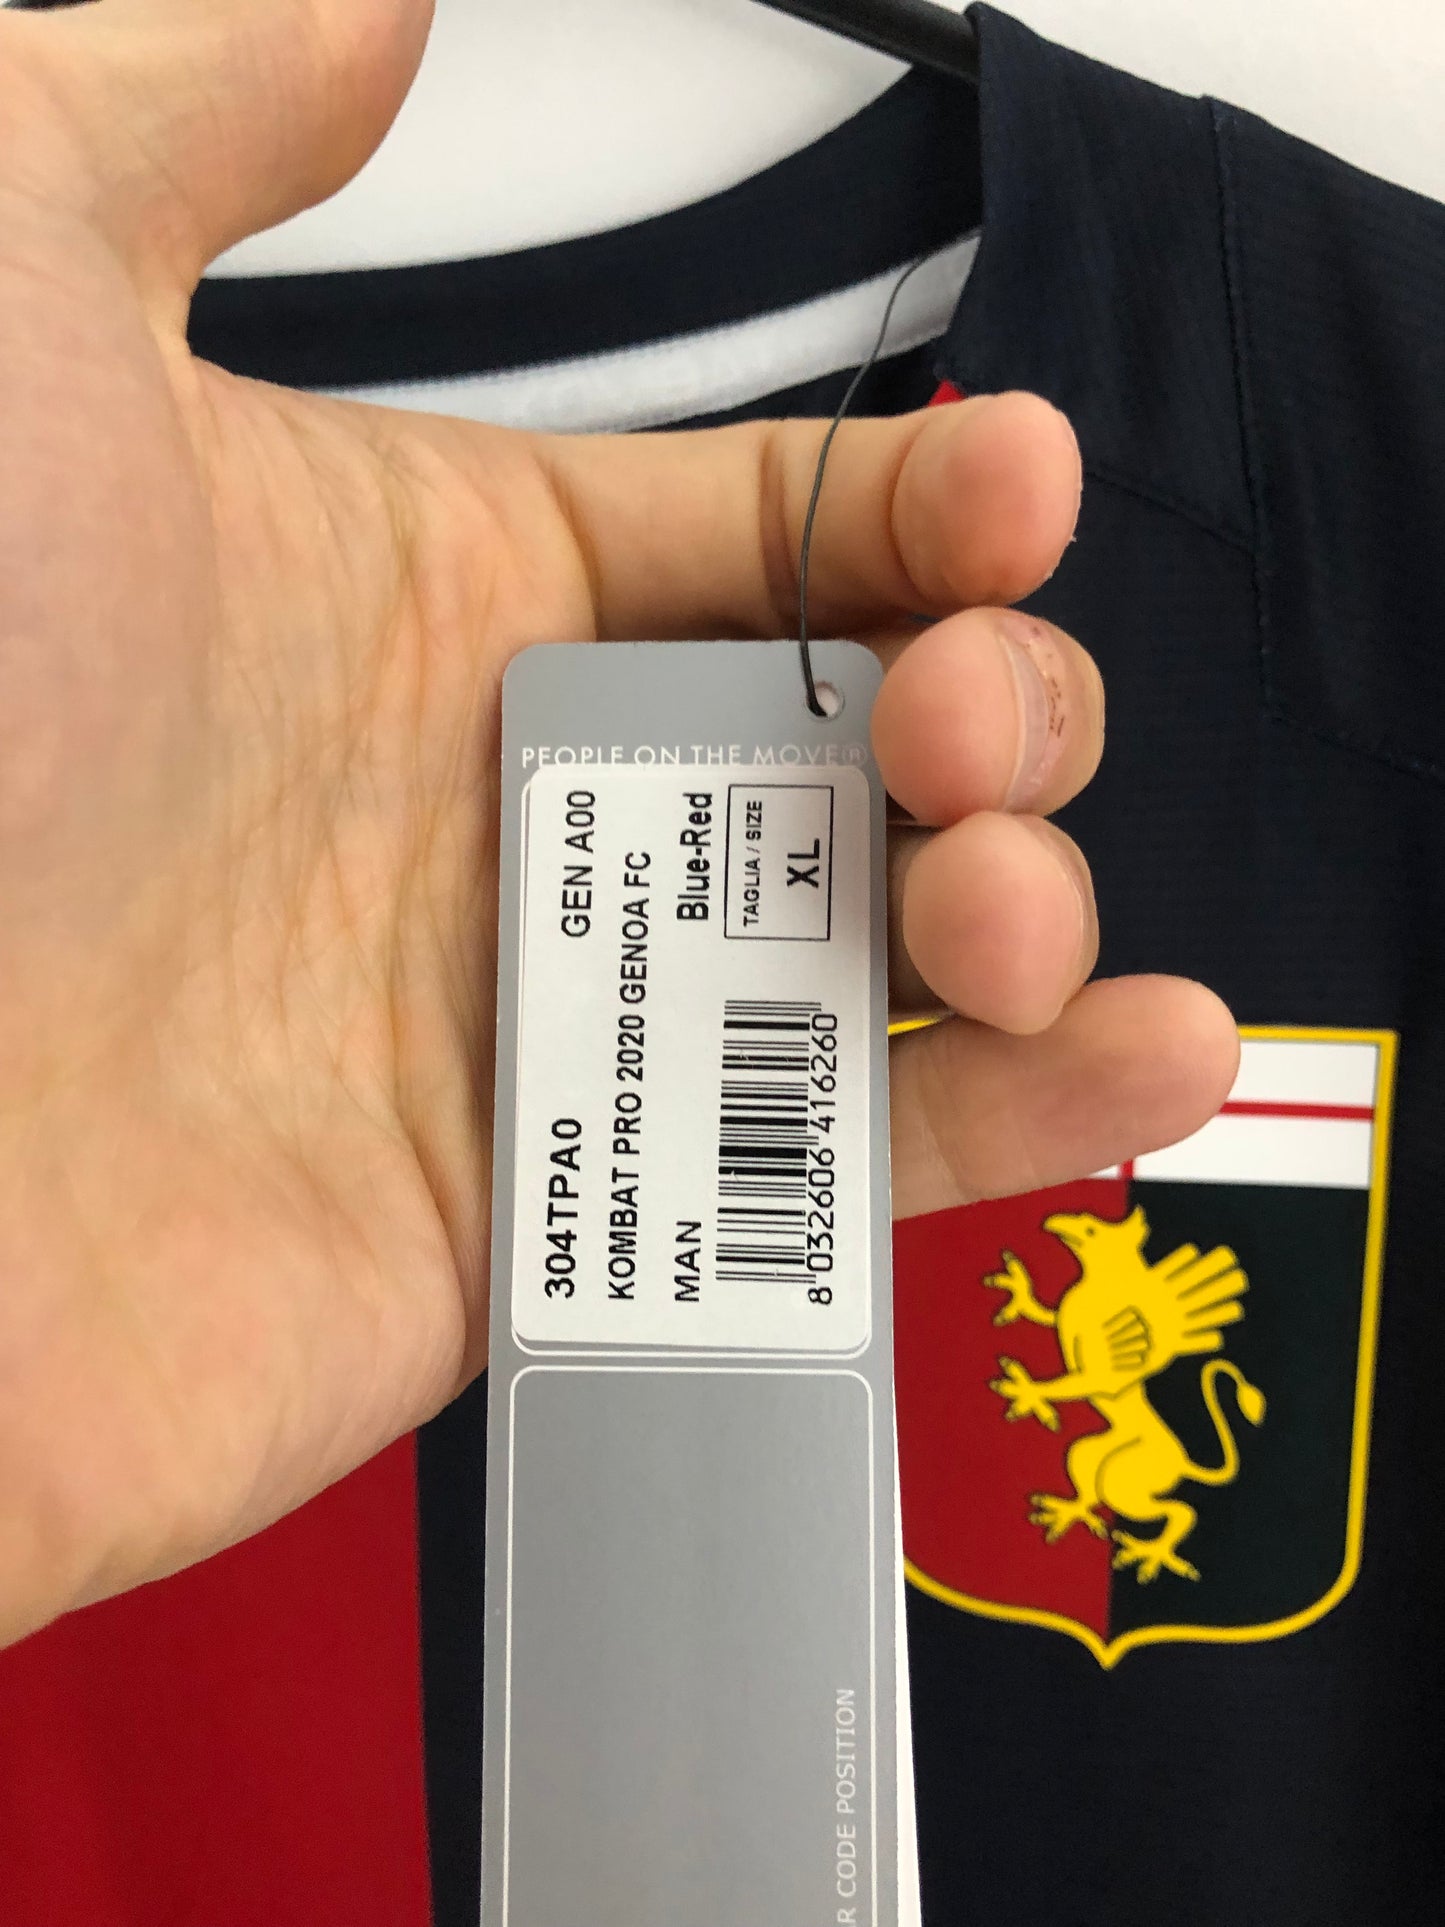 PEOPLE ON THE MOVE®
304TPA0 GEN A00
KOMBAT PRO 2020 GENOA FC
MAN Blue-Red
TAGLIA / SIZE
XL
8 032606 416260
R CODE POSITION